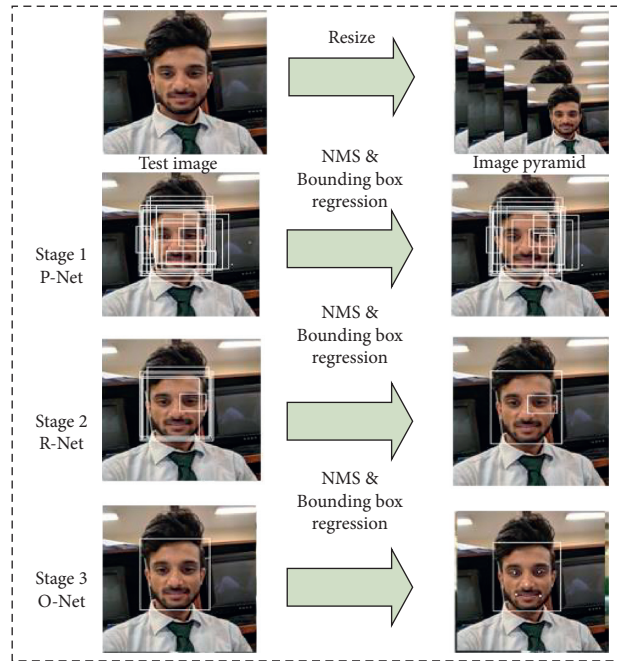 Resize
Test image
Image pyramid
NMS &
Bounding box
regression
Stage 1
P-Net
NMS &
Bounding box
regression
Stage 2
R-Net
NMS &
Bounding box
regression
Stage 3
O-Net